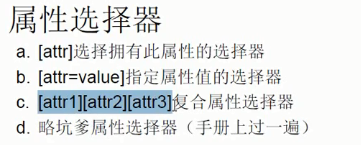 属性选择器
a. [attr]选择拥有此属性的选择器
b. [attr=value]指定属性值的选择器
c. [attr1][attr2][attr3]复合属性选择器
d. 略坑爹属性选择器（手册上过一遍）